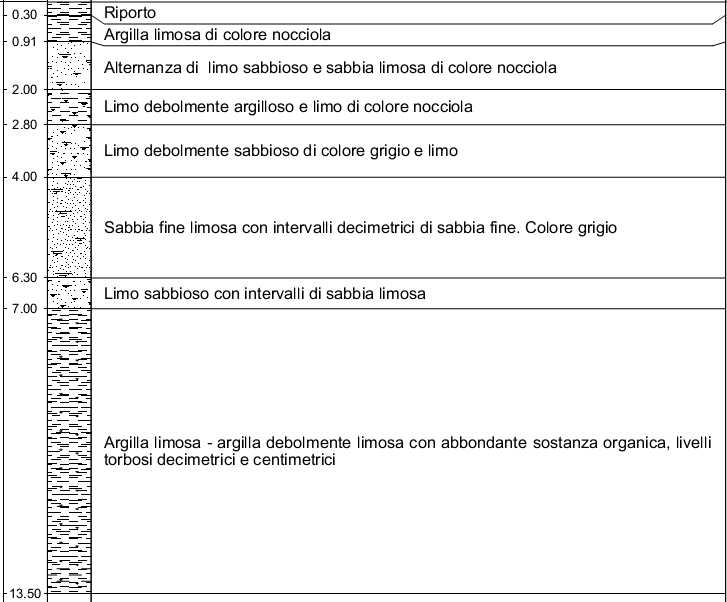 Riporto
0.30
Argilla limosa di colore nocciola
0.91
Alternanza di limo sabbioso e sabbia limosa di colore nocciola
2.00
Limo debolmente argilloso e limo di colore nocciola
2.80
Limo debolmente sabbioso di colore grigio e limo
4.00
Sabbia fine limosa con intervalli decimetrici di sabbia fine. Colore grigio
6.30
Limo sabbioso con intervalli di sabbia limosa
7.00
Argilla limosa - argilla debolmente limosa con abbondante sostanza organica, livelli
torbosi decimetrici e centimetrici
13.50